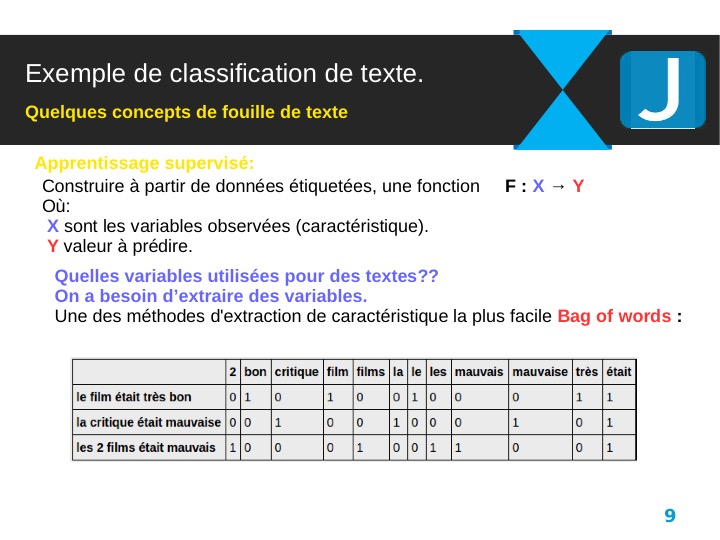 Exemple de classification de texte.
Quelques concepts de fouille de texte
J
Apprentissage supervisé:
Construire à partir de données étiquetées, une fonction F : X → Y
Où:
X sont les variables observées (caractéristique).
Y valeur à prédire.
Quelles variables utilisées pour des textes??
On a besoin d'extraire des variables.
Une des méthodes d'extraction de caractéristique la plus facile Bag of words :
2 bon critique film films la le les mauvais mauvaise très était
le film était très bon 0 1 0 1 0 0 1 0 0 0 1 1
la critique était mauvaise 0 0 1 0 0 1 0 0 0 1 0 1
les 2 films était mauvais 1 0 0 0 1 0 0 1 1 0 0 1
9